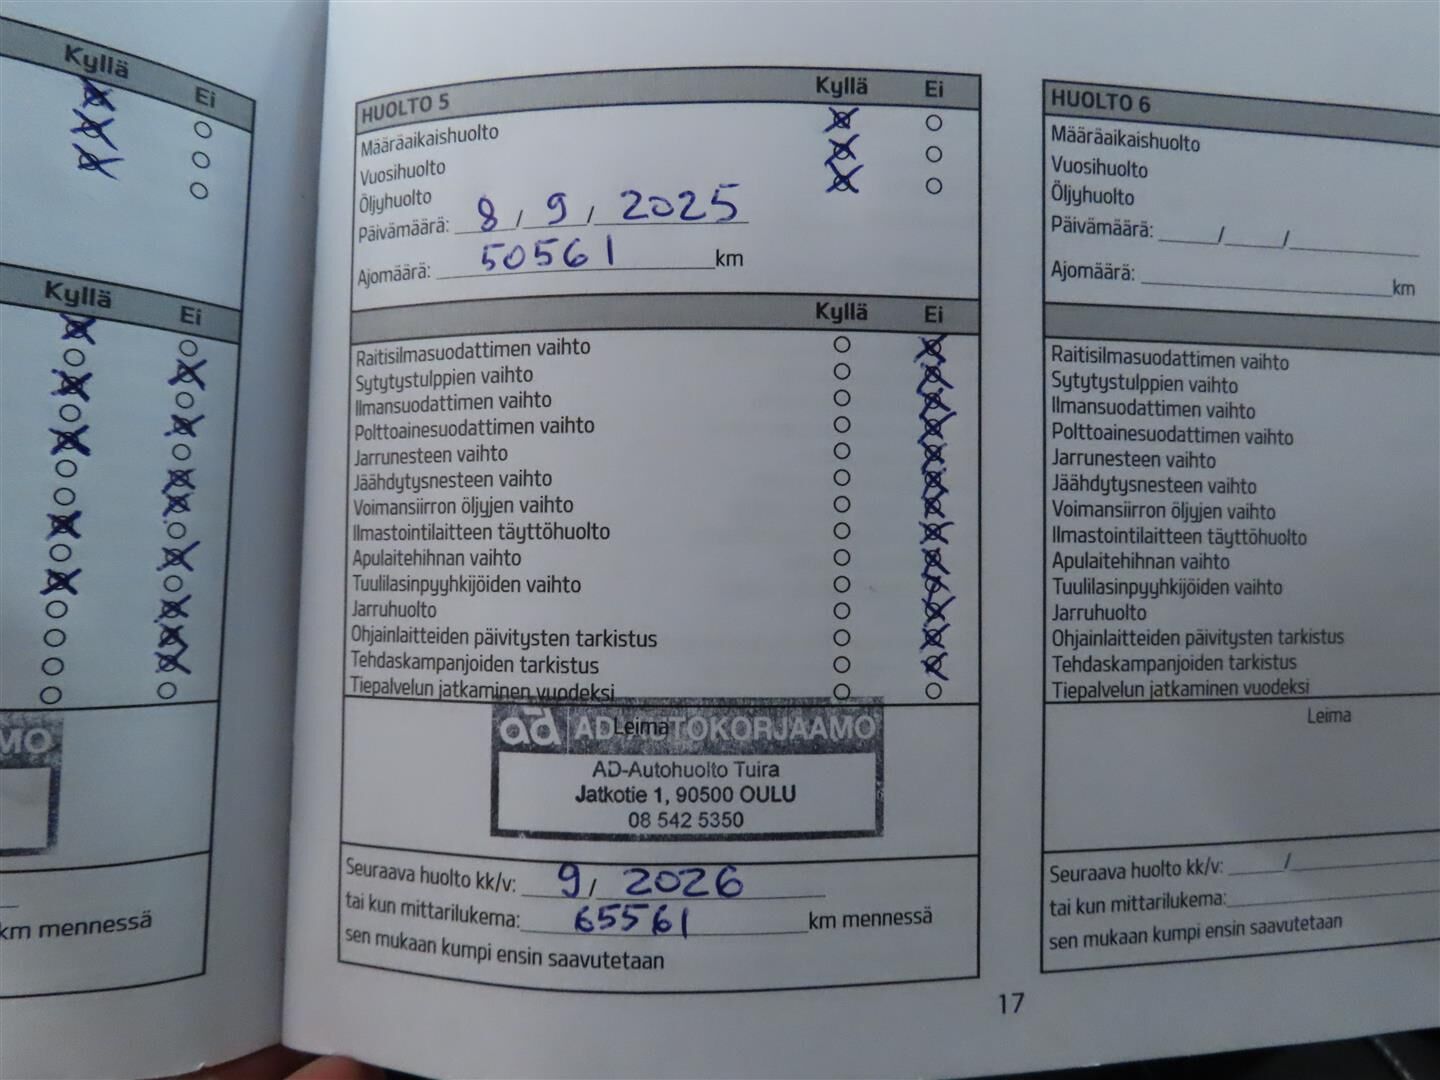 Kyllä
Ei
Kyllä
Ei
MO
km mennessä
HUOLTO 5 Kyllä Ei
Määräaikaishuolto
Vuosihuolto
Öljyhuolto
Päivämäärä: 8 / 9 / 2025
Ajomäärä: 50561 km
Kyllä Ei
Raitisilmasuodattimen vaihto
Sytytystulppien vaihto
Ilmansuodattimen vaihto
Polttoainesuodattimen vaihto
Jarrunesteen vaihto
Jäähdytysnesteen vaihto
Voimansiirron öljyjen vaihto
Ilmastointilaitteen täyttöhuolto
Apulaitehihnan vaihto
Tuulilasinpyyhkijöiden vaihto
Jarruhuolto
Ohjainlaitteiden päivitysten tarkistus
Tehdaskampanjoiden tarkistus
Tiepalvelun jatkaminen vuodeksi
Leima
ad AD-AUTOKORJAAMO
AD-Autohuolto Tuira
Jatkotie 1, 90500 OULU
08 542 5350
Seuraava huolto kk/v: 9 / 2026
tai kun mittarilukema: 65561 km mennessä
sen mukaan kumpi ensin saavutetaan
17
HUOLTO 6
Määräaikaishuolto
Vuosihuolto
Öljyhuolto
Päivämäärä: / /
Ajomäärä: km
Raitisilmasuodattimen vaihto
Sytytystulppien vaihto
Ilmansuodattimen vaihto
Polttoainesuodattimen vaihto
Jarrunesteen vaihto
Jäähdytysnesteen vaihto
Voimansiirron öljyjen vaihto
Ilmastointilaitteen täyttöhuolto
Apulaitehihnan vaihto
Tuulilasinpyyhkijöiden vaihto
Jarruhuolto
Ohjainlaitteiden päivitysten tarkistus
Tehdaskampanjoiden tarkistus
Tiepalvelun jatkaminen vuodeksi
Leima
Seuraava huolto kk/v: /
tai kun mittarilukema:
sen mukaan kumpi ensin saavutetaan